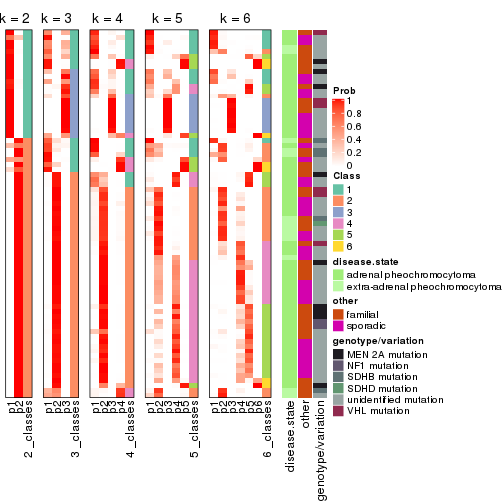 k = 2
k = 3
k = 4
k = 5
k = 6
p1
p2
2_classes
p1
p2
p3
3_classes
p1
p2
p3
p4
4_classes
p1
p2
p3
p4
p5
5_classes
p1
p2
p3
p4
p5
p6
6_classes
disease.state
other
genotype/variation
Prob
1
0.8
0.6
0.4
0.2
0
Class
1
2
3
4
5
6
disease.state
adrenal pheochromocytoma
extra-adrenal pheochromocytoma
other
familial
sporadic
genotype/variation
MEN 2A mutation
NF1 mutation
SDHB mutation
SDHD mutation
unidentified mutation
VHL mutation